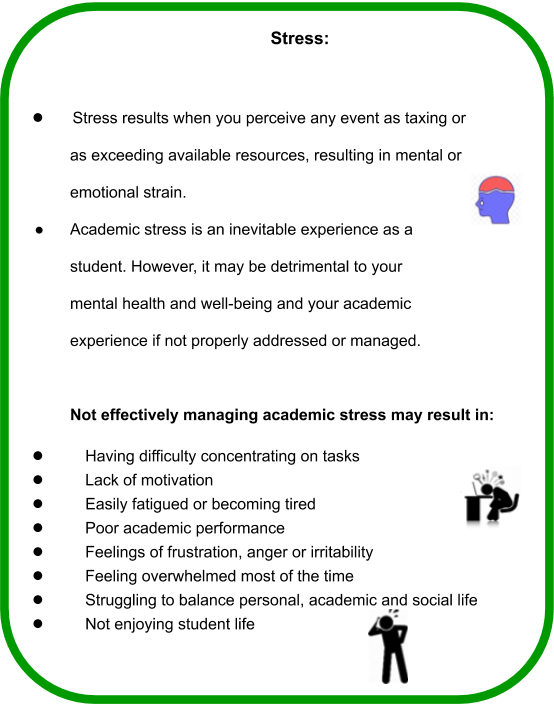 Stress:
● Stress results when you perceive any event as taxing or
as exceeding available resources, resulting in mental or
emotional strain.
● Academic stress is an inevitable experience as a
student. However, it may be detrimental to your
mental health and well-being and your academic
experience if not properly addressed or managed.
Not effectively managing academic stress may result in:
● Having difficulty concentrating on tasks
● Lack of motivation
● Easily fatigued or becoming tired
● Poor academic performance
● Feelings of frustration, anger or irritability
● Feeling overwhelmed most of the time
● Struggling to balance personal, academic and social life
● Not enjoying student life